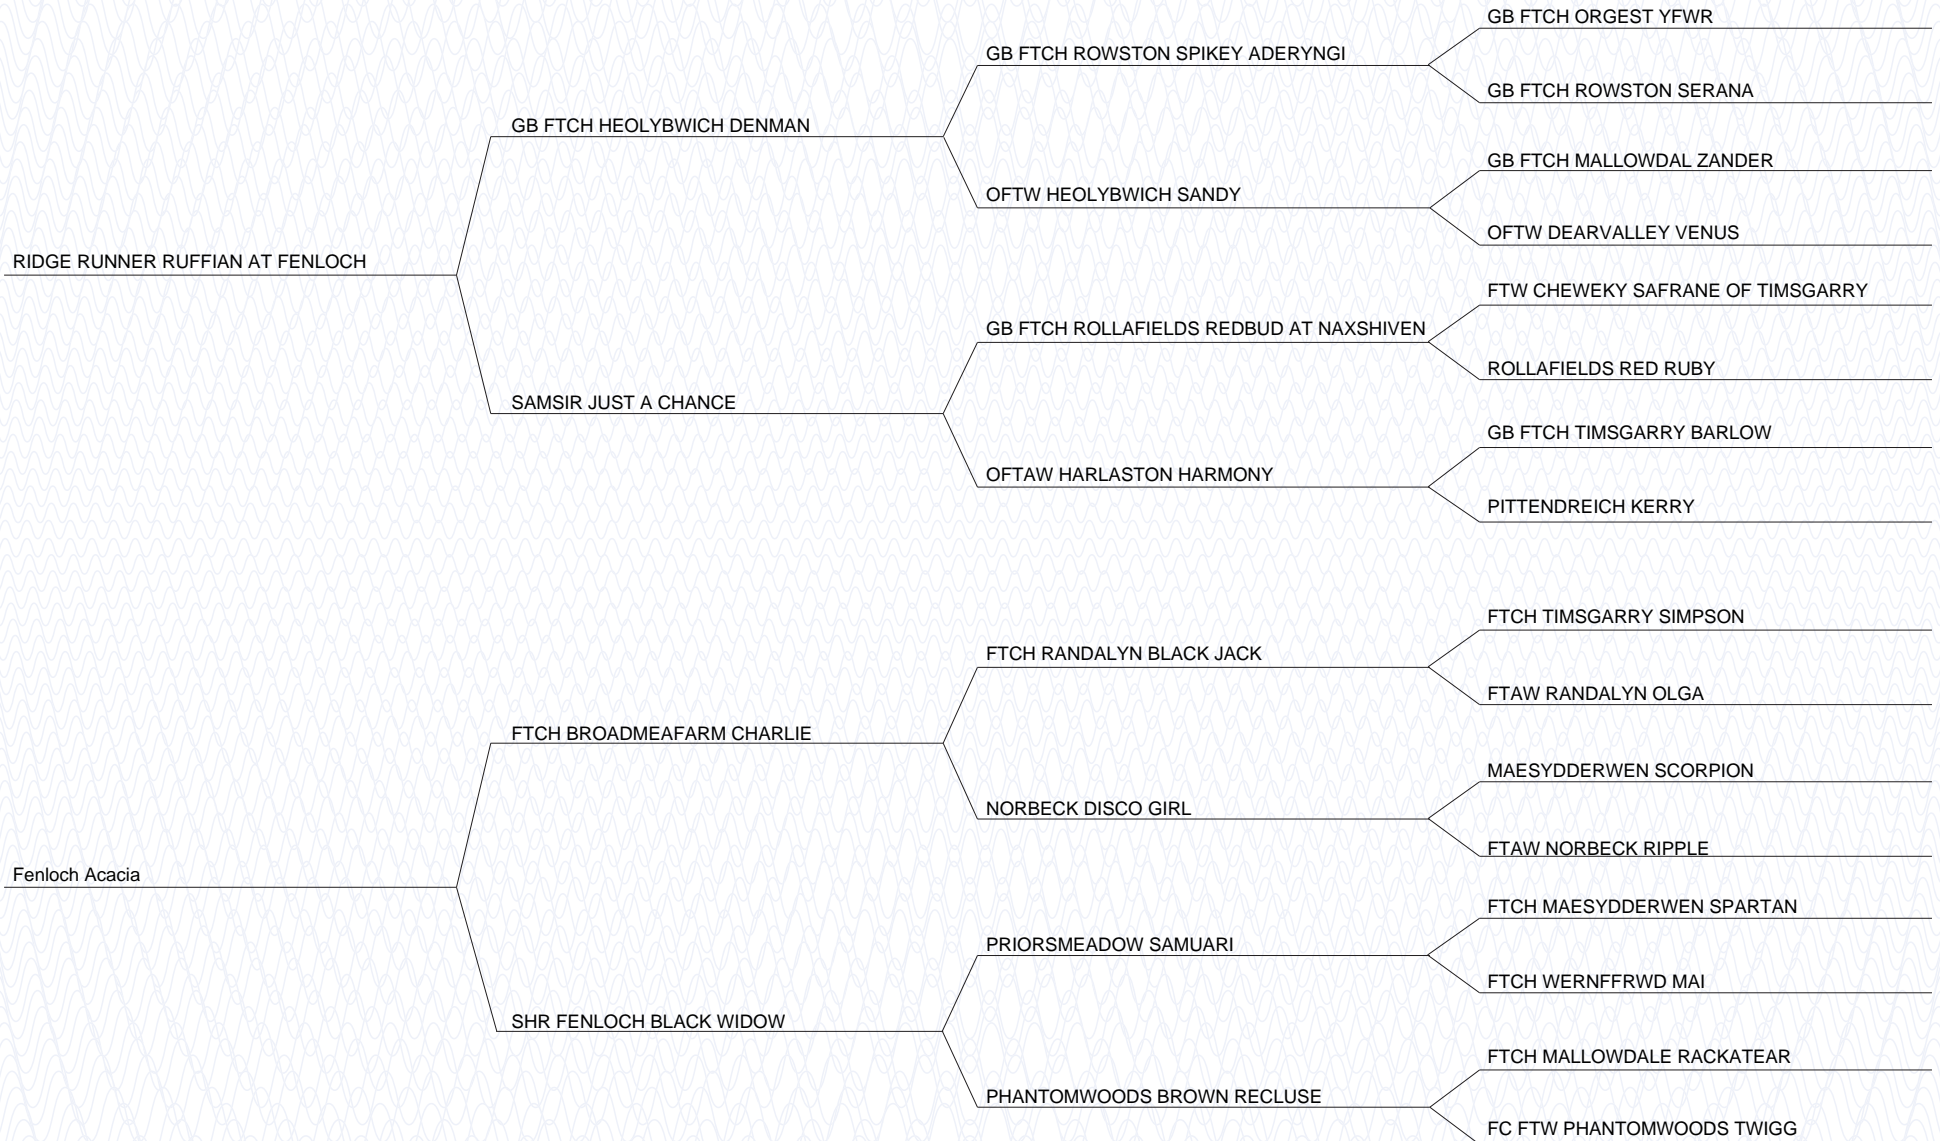 GB FTCH ORGEST YFWR
GB FTCH ROWSTON SPIKEY ADERYNGI
GB FTCH ROWSTON SERANA
GB FTCH HEOLYBWICH DENMAN
GB FTCH MALLOWDAL ZANDER
OFTW HEOLYBWICH SANDY
OFTW DEARVALLEY VENUS
RIDGE RUNNER RUFFIAN AT FENLOCH
FTW CHEWEKY SAFRANE OF TIMSGARRY
GB FTCH ROLLAFIELDS REDBUD AT NAXSHIVEN
ROLLAFIELDS RED RUBY
SAMSIR JUST A CHANCE
GB FTCH TIMSGARRY BARLOW
OFTAW HARLASTON HARMONY
PITTENDREICH KERRY
FTCH TIMSGARRY SIMPSON
FTCH RANDALYN BLACK JACK
FTAW RANDALYN OLGA
FTCH BROADMEAFARM CHARLIE
MAESYDDERWEN SCORPION
NORBECK DISCO GIRL
FTAW NORBECK RIPPLE
Fenloch Acacia
FTCH MAESYDDERWEN SPARTAN
PRIORSMEADOW SAMUARI
FTCH WERNFFRWD MAI
SHR FENLOCH BLACK WIDOW
FTCH MALLOWDALE RACKATEAR
PHANTOMWOODS BROWN RECLUSE
FC FTW PHANTOMWOODS TWIGG